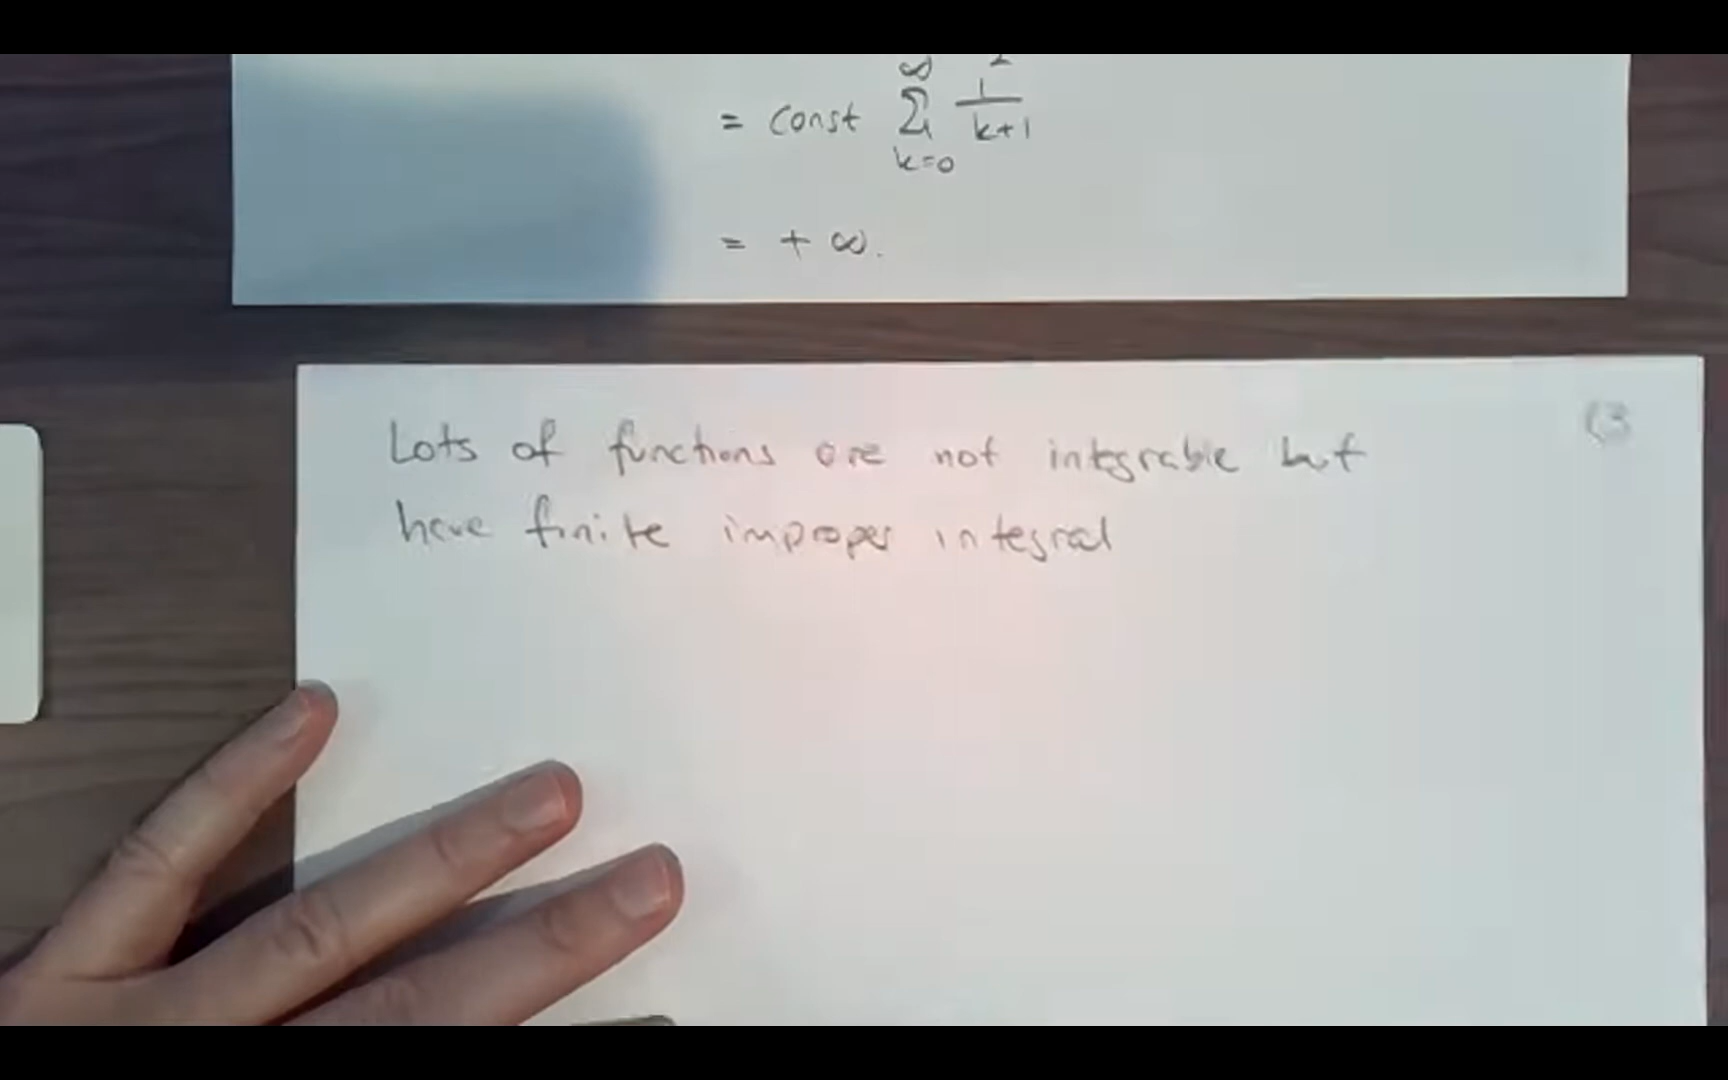 = const ∞ Σ k=0 1/(k+1)
= + ∞.
Lots of functions are not integrable but
have finite improper integral